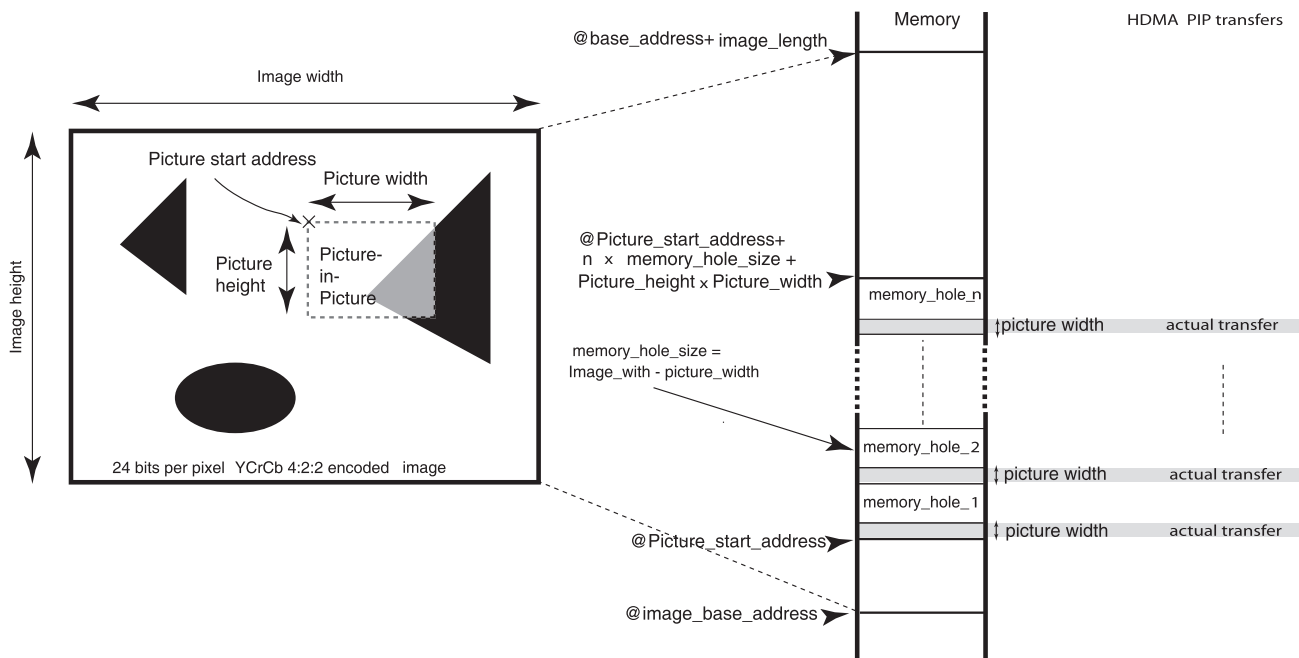 Memory
HDMA PIP transfers
@base_address+ image_length
Image width
Picture start address
Picture width
Image height
Picture
height
Picture-
in-
Picture
@Picture_start_address+
n x memory_hole_size +
Picture_height x Picture_width
memory_hole_n
picture width
actual transfer
memory_hole_size =
Image_with - picture_width
memory_hole_2
picture width
actual transfer
memory_hole_1
picture width
actual transfer
24 bits per pixel YCrCb 4:2:2 encoded image
@Picture_start_address
@image_base_address